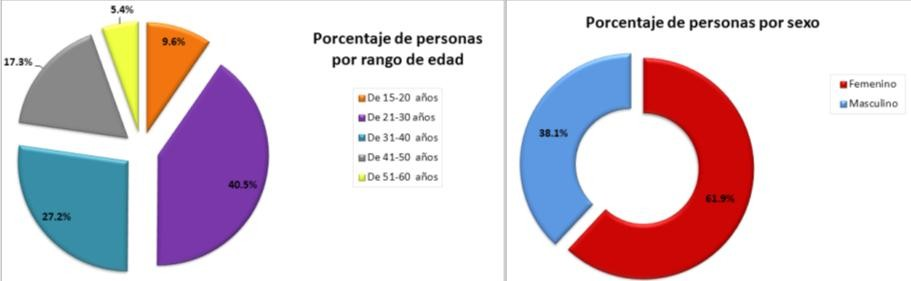 5.4%
9.6%
17.3%
40.5%
27.2%
Porcentaje de personas
por rango de edad
De 15-20 años
De 21-30 años
De 31-40 años
De 41-50 años
De 51-60 años
Porcentaje de personas por sexo
38.1%
61.9%
Femenino
Masculino